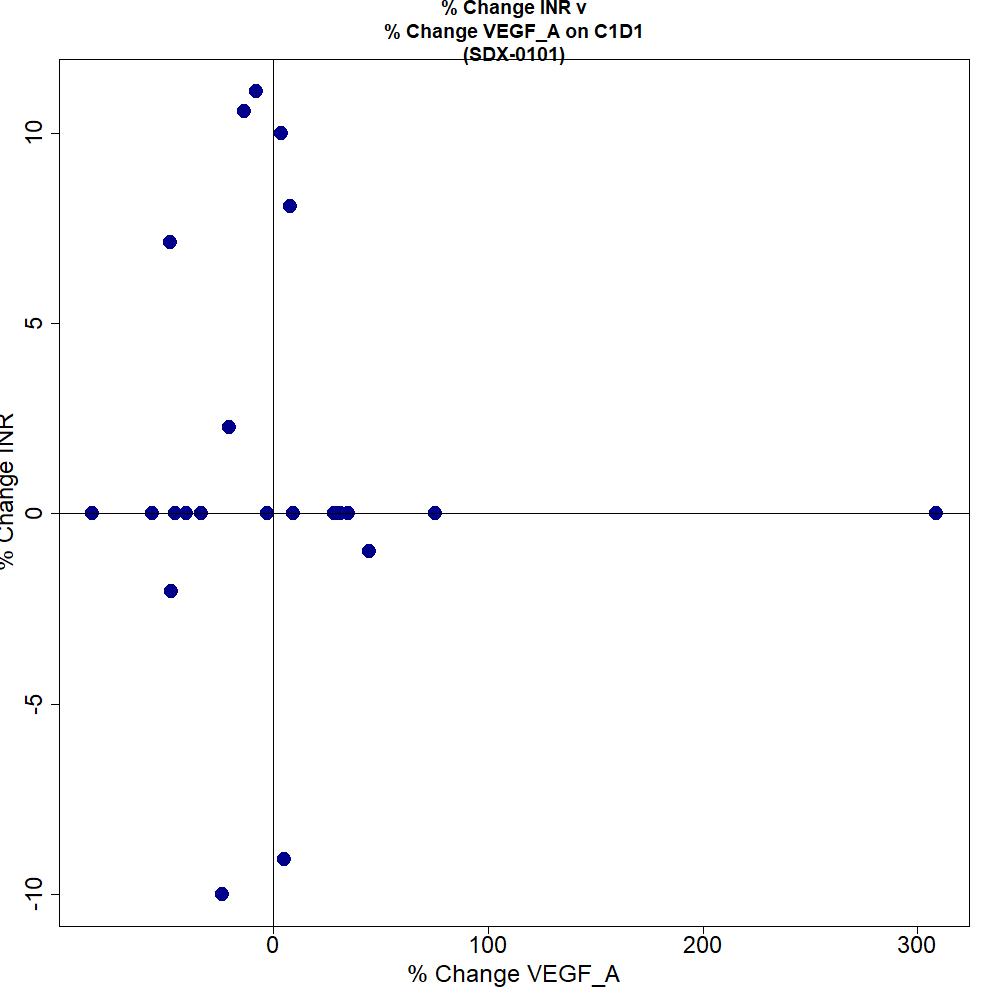 % Change INR v
% Change VEGF_A on C1D1
(SDX-0101)
% Change INR
10
5
0
-5
-10
0
100
200
300
% Change VEGF_A